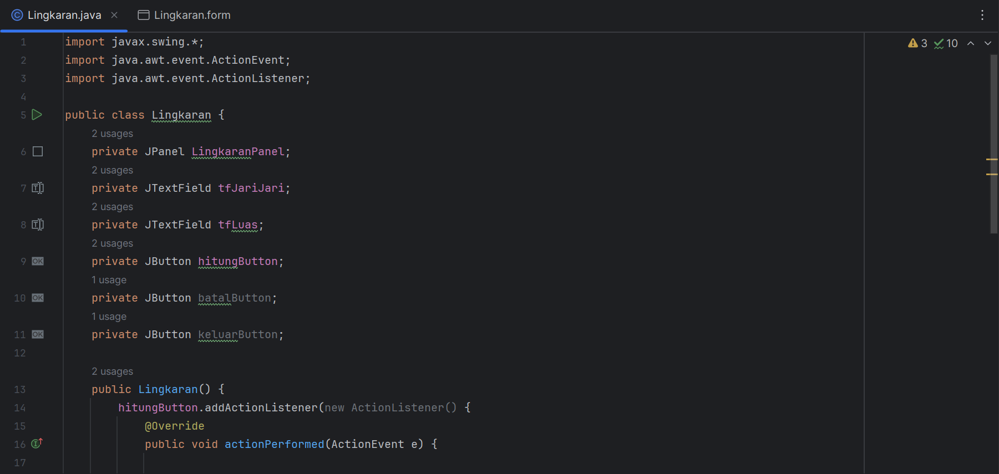 Lingkaran.java
Lingkaran.form
3 10
1 import javax.swing.*;
2 import java.awt.event.ActionEvent;
3 import java.awt.event.ActionListener;
4
5 public class Lingkaran {
2 usages
6 private JPanel LingkaranPanel;
2 usages
7 private JTextField tfJariJari;
2 usages
8 private JTextField tfLuas;
2 usages
9 OK private JButton hitungButton;
1 usage
10 OK private JButton batalButton;
1 usage
11 OK private JButton keluarButton;
12
2 usages
13 public Lingkaran() {
14 hitungButton.addActionListener(new ActionListener() {
15 @Override
16 public void actionPerformed(ActionEvent e) {
17